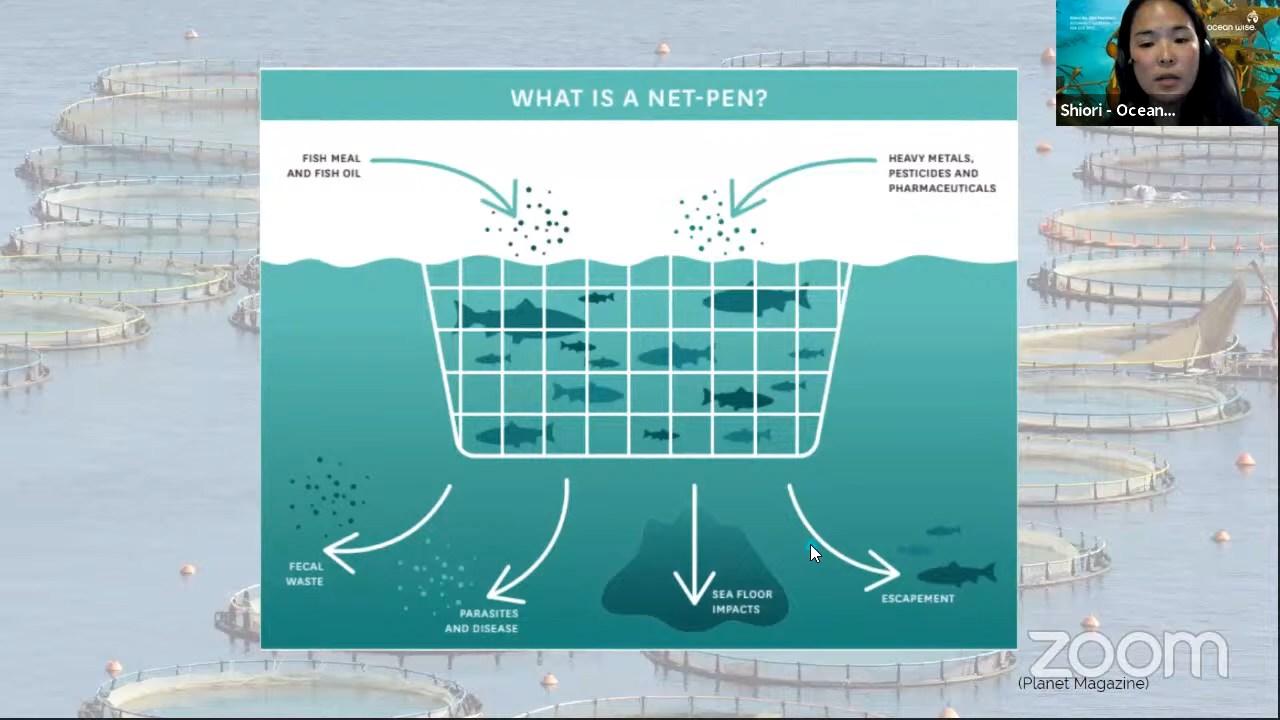 WHAT IS A NET-PEN?
FISH MEAL
AND FISH OIL
HEAVY METALS,
PESTICIDES AND
PHARMACEUTICALS
FECAL
WASTE
PARASITES
AND DISEASE
SEA FLOOR
IMPACTS
ESCAPEMENT
ocean wise.
Shiori - Ocean...
zoom
(Planet Magazine)